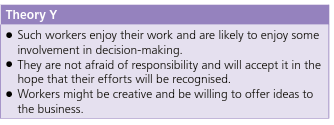 Theory Y
● Such workers enjoy their work and are likely to enjoy some
involvement in decision-making.
● They are not afraid of responsibility and will accept it in the
hope that their efforts will be recognised.
● Workers might be creative and be willing to offer ideas to
the business.